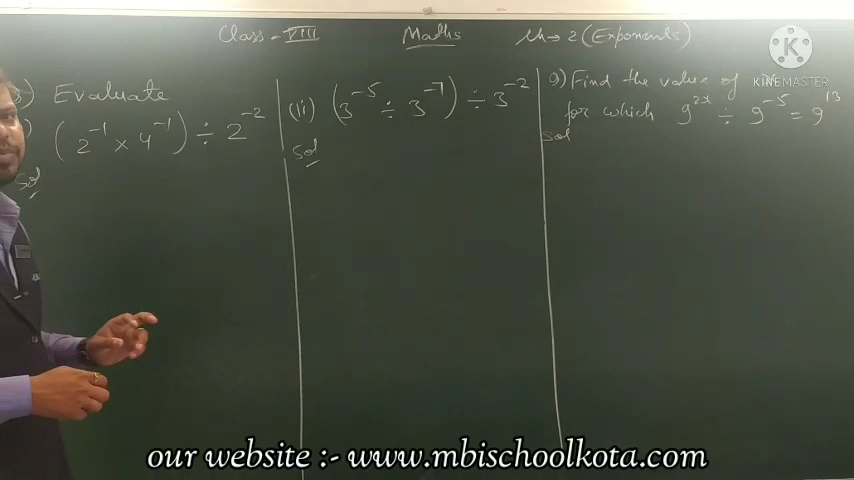 Class - VIII Maths Ch → 2 (Exponents)
KINEMASTER
8) Evaluate
(2⁻¹ × 4⁻¹) ÷ 2⁻²
Sol
(ii) (3⁻⁵ ÷ 3⁻⁷) ÷ 3⁻²
Sol
9) Find the value of
for which 9²ˣ ÷ 9⁻⁵ = 9¹³
Sol
our website :- www.mbischoolkota.com